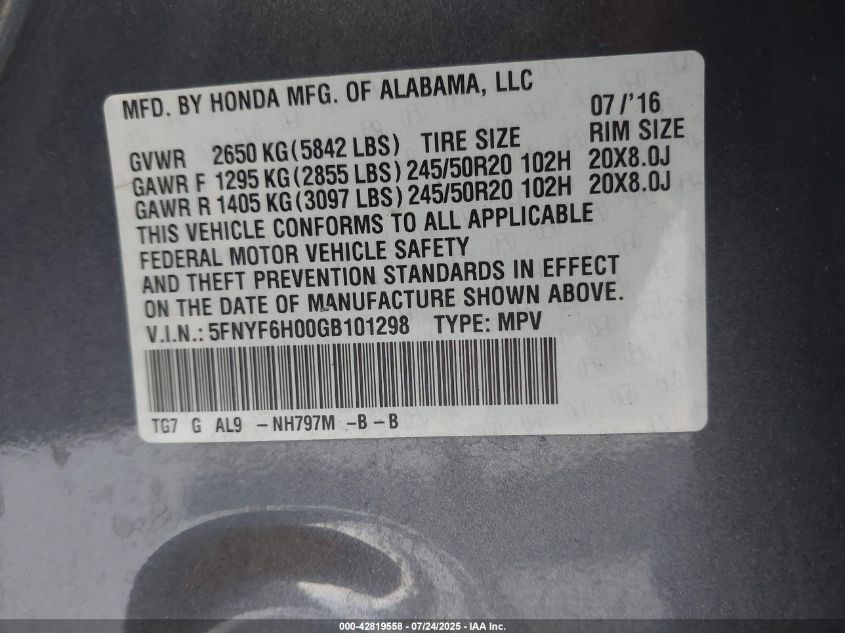 MFD. BY HONDA MFG. OF ALABAMA, LLC
07/'16
GVWR 2650 KG(5842 LBS) TIRE SIZE RIM SIZE
GAWR F 1295 KG(2855 LBS) 245/50R20 102H 20X8.0J
GAWR R 1405 KG(3097 LBS) 245/50R20 102H 20X8.0J
THIS VEHICLE CONFORMS TO ALL APPLICABLE
FEDERAL MOTOR VEHICLE SAFETY
AND THEFT PREVENTION STANDARDS IN EFFECT
ON THE DATE OF MANUFACTURE SHOWN ABOVE.
V.I.N.: 5FNYF6H00GB101298 TYPE: MPV
TG7 G AL9 -NH797M -B-B
000-42819558 - 07/24/2025 - IAA Inc.